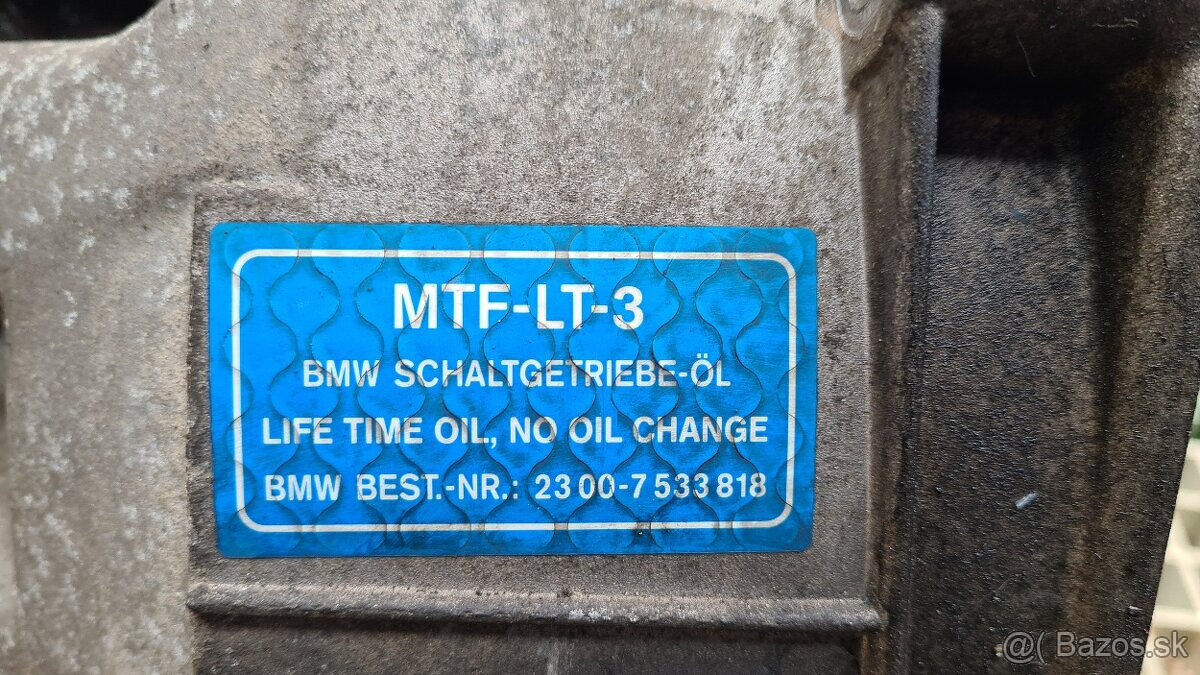 MTF-LT-3
BMW SCHALTGETRIEBE-ÖL
LIFE TIME OIL, NO OIL CHANGE
BMW BEST.-NR.: 23 00-7 533 818
@( Bazos.sk